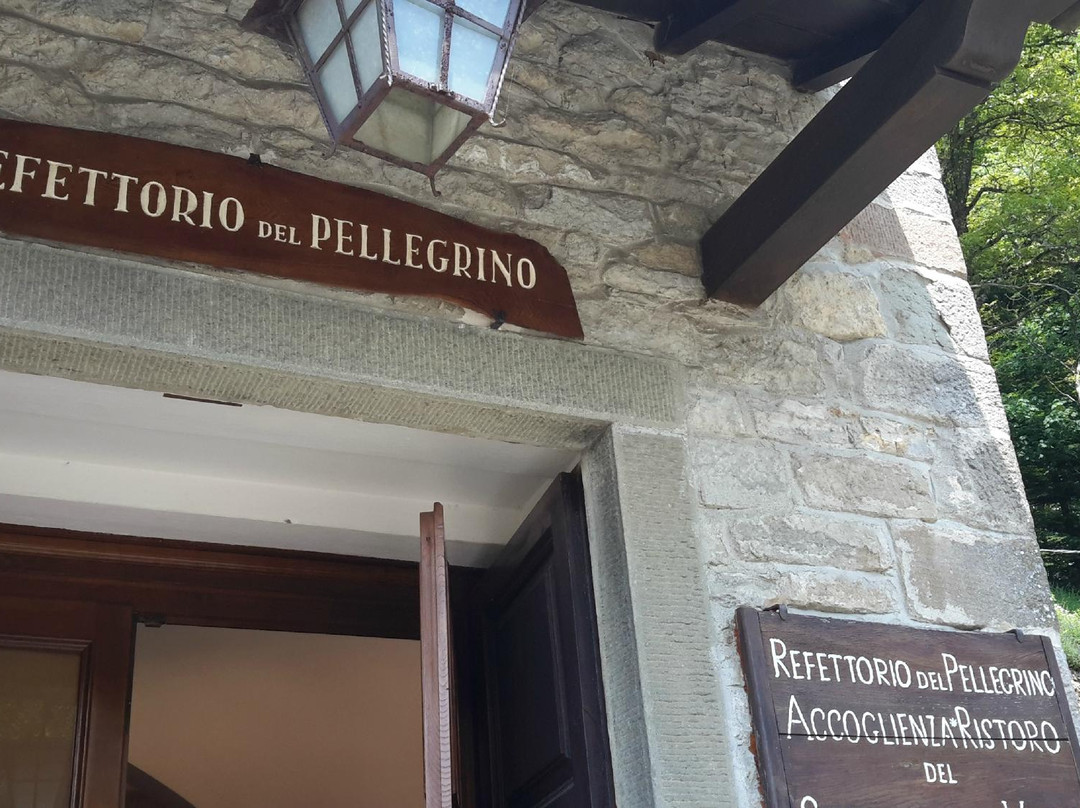 EFETTORIO DEL PELLEGRINO
REFETTORIO DEL PELLEGRINO
ACCOGLIENZA*RISTORO
DEL